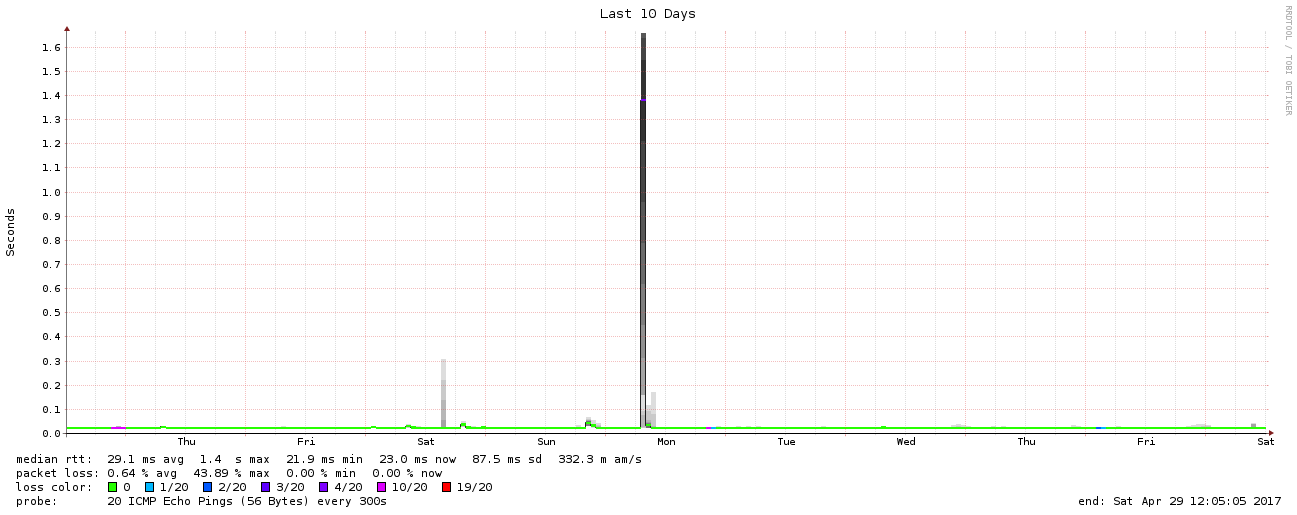 Last 10 Days
RRDTOOL / TOBI OETIKER
Seconds
1.6
1.5
1.4
1.3
1.2
1.1
1.0
0.9
0.8
0.7
0.6
0.5
0.4
0.3
0.2
0.1
0.0
Thu Fri Sat Sun Mon Tue Wed Thu Fri Sat
median rtt: 29.1 ms avg 1.4 s max 21.9 ms min 23.0 ms now 87.5 ms sd 332.3 m am/s
packet loss: 0.64 % avg 43.89 % max 0.00 % min 0.00 % now
loss color: 0 1/20 2/20 3/20 4/20 10/20 19/20
probe: 20 ICMP Echo Pings (56 Bytes) every 300s end: Sat Apr 29 12:05:05 2017